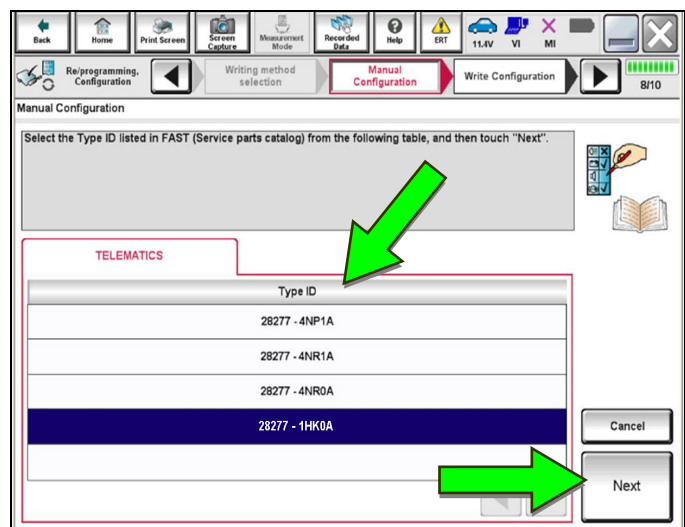 Back
Home
Print Screen
Screen
Capture
Measurement
Mode
Recorded
Data
Help
ERT
11.4V
VI
MI
Re/programming,
Configuration
Writing method
selection
Manual
Configuration
Write Configuration
8/10
Manual Configuration
Select the Type ID listed in FAST (Service parts catalog) from the following table, and then touch "Next".
TELEMATICS
Type ID
28277 - 4NP1A
28277 - 4NR1A
28277 - 4NR0A
28277 - 1HK0A
Cancel
Next